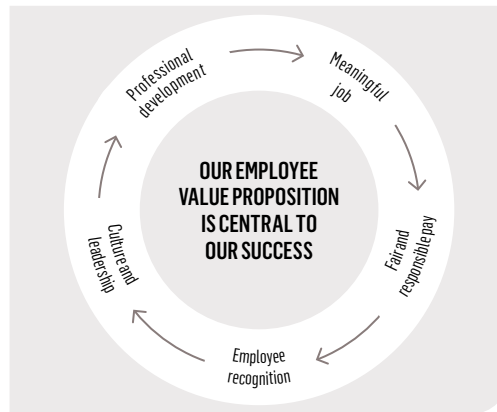 Professional
development
Meaningful
job
OUR EMPLOYEE
VALUE PROPOSITION
IS CENTRAL TO
OUR SUCCESS
Fair and
responsible pay
Employee
recognition
Culture and
leadership